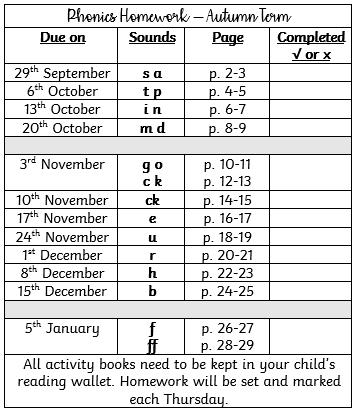 Phonics Homework – Autumn Term
Due on Sounds Page Completed
√ or x
29th September s a p. 2-3
6th October t p p. 4-5
13th October i n p. 6-7
20th October m d p. 8-9
3rd November g o p. 10-11
c k p. 12-13
10th November ck p. 14-15
17th November e p. 16-17
24th November u p. 18-19
1st December r p. 20-21
8th December h p. 22-23
15th December b p. 24-25
5th January f p. 26-27
ff p. 28-29
All activity books need to be kept in your child's
reading wallet. Homework will be set and marked
each Thursday.